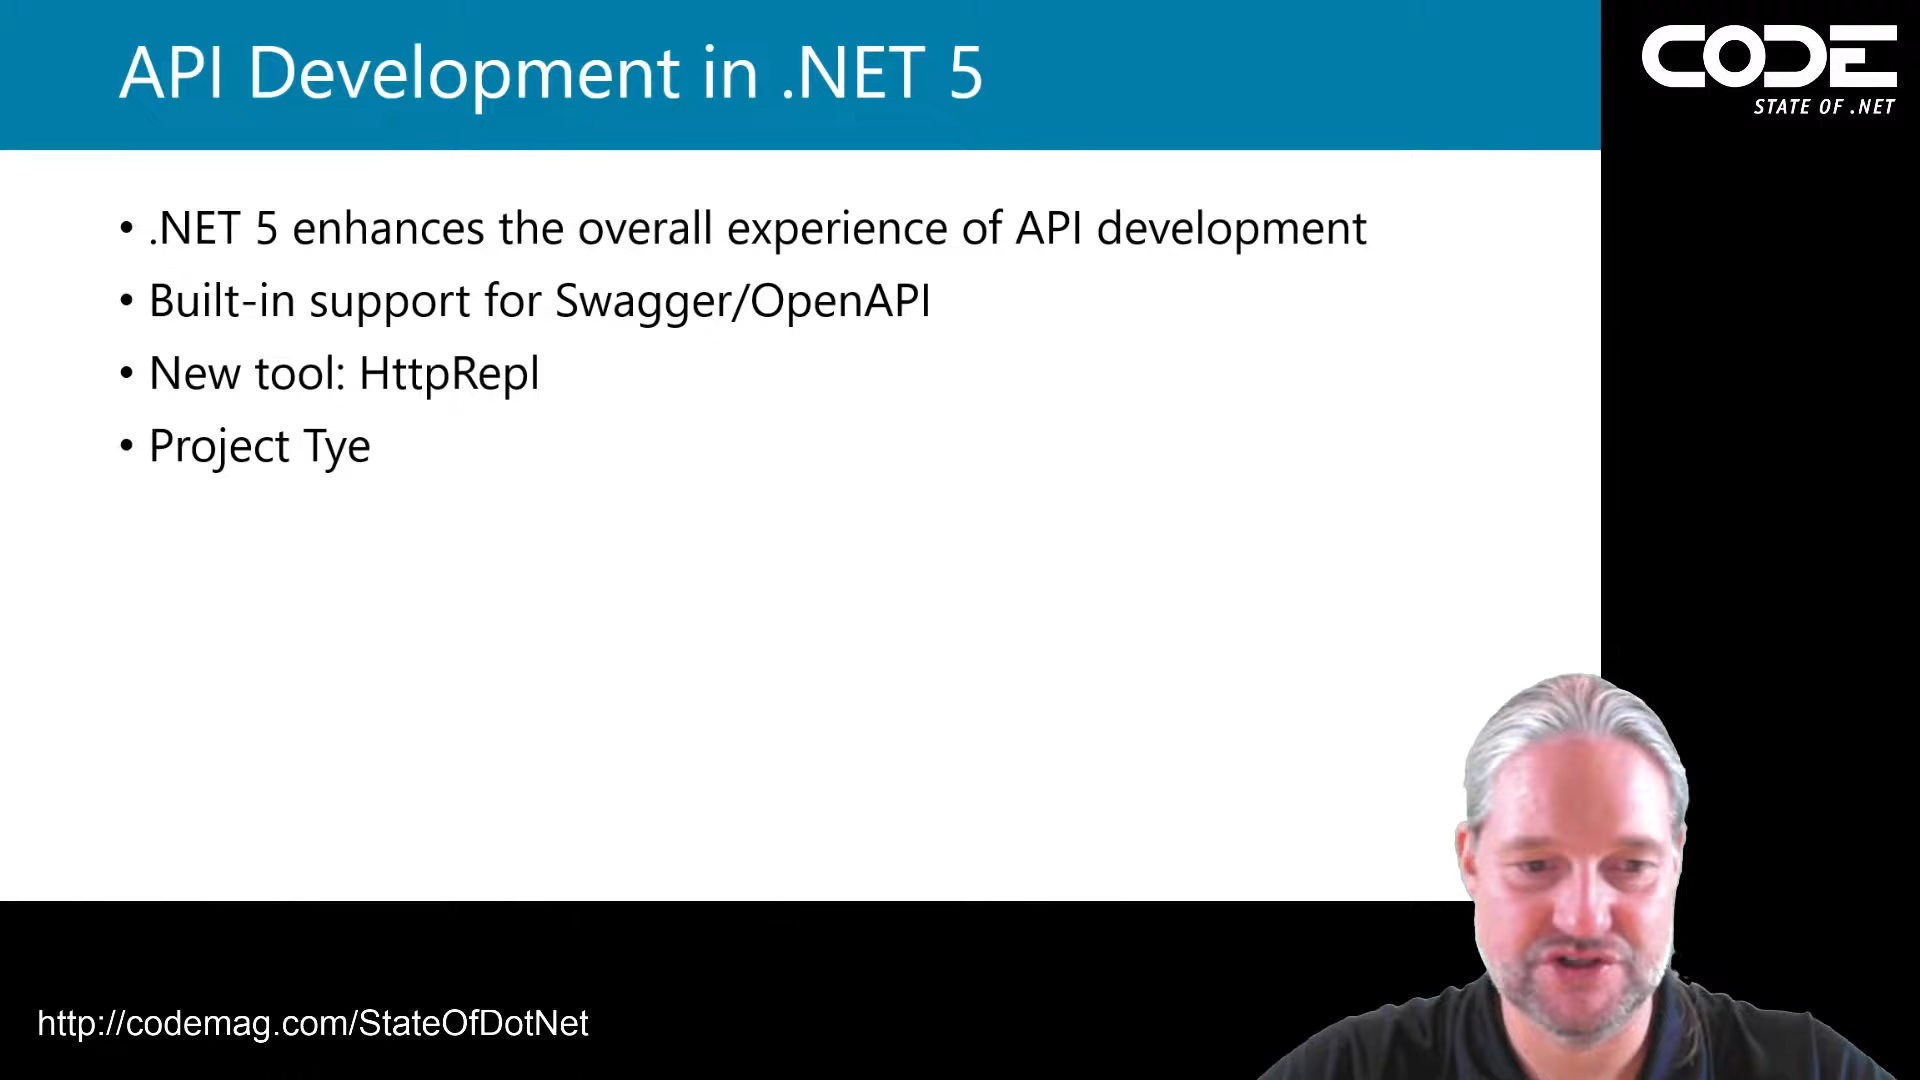 API Development in .NET 5
CODE
STATE OF .NET
• .NET 5 enhances the overall experience of API development
• Built-in support for Swagger/OpenAPI
• New tool: HttpRepl
• Project Tye
http://codemag.com/StateOfDotNet